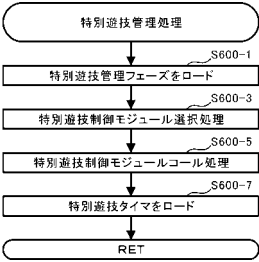 特別遊技管理処理
S600-1
特別遊技管理フェーズをロード
S600-3
特別遊技制御モジュール選択処理
S600-5
特別遊技制御モジュールコール処理
S600-7
特別遊技タイマをロード
RET